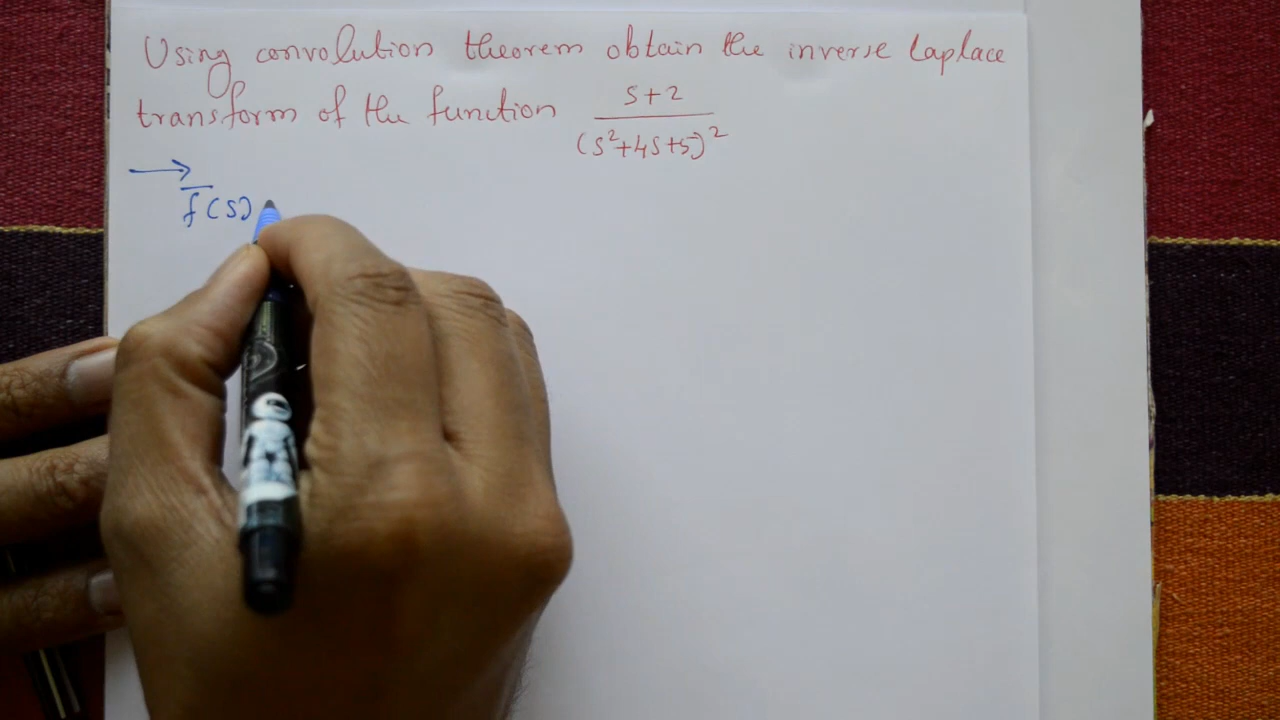 Using convolution theorem obtain the inverse Laplace
transform of the function s+2 / (s²+4s+5)²
→
f̅(s)